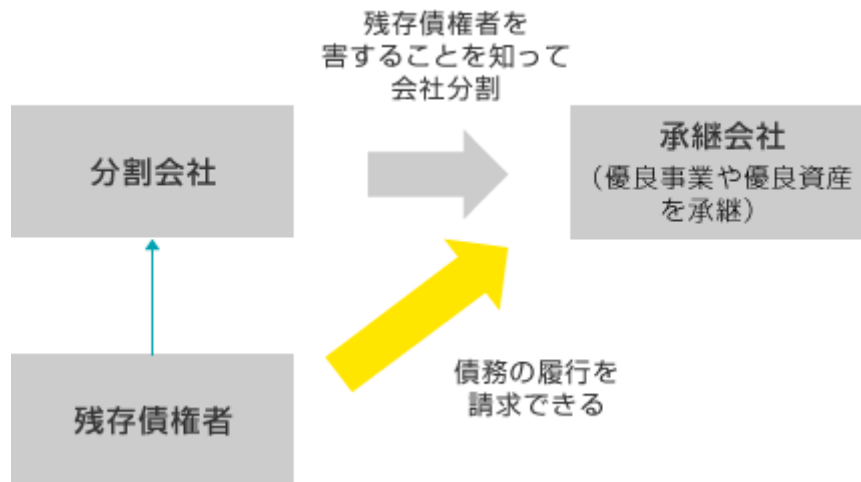 残存債権者を
害することを知って
会社分割
分割会社
承継会社
（優良事業や優良資産
を承継）
債務の履行を
請求できる
残存債権者